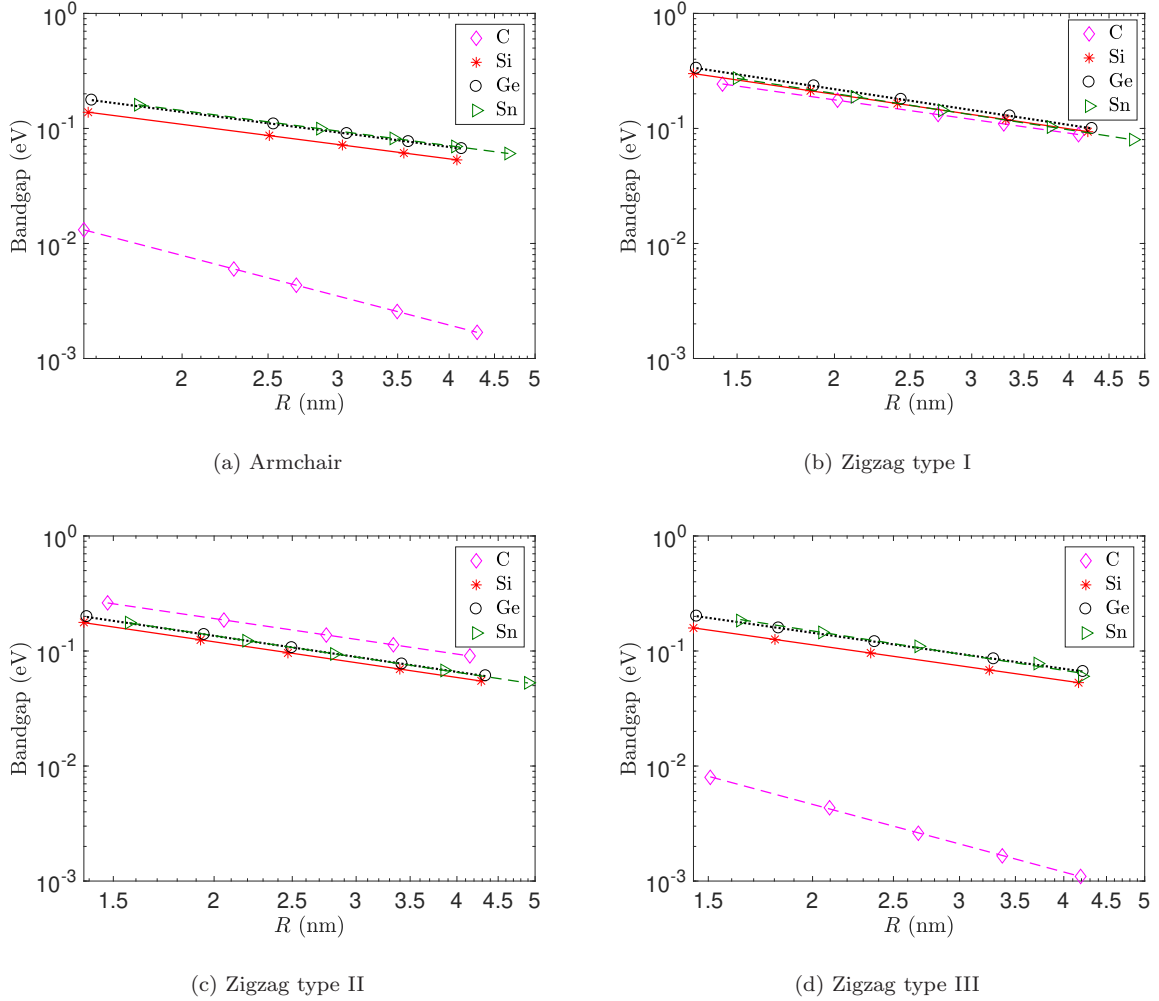 10^0
10^-1
10^-2
10^-3
Bandgap (eV)
C
Si
Ge
Sn
2 2.5 3 3.5 4 4.5 5
R (nm)
(a) Armchair
10^0
10^-1
10^-2
10^-3
Bandgap (eV)
C
Si
Ge
Sn
1.5 2 2.5 3 3.5 4 4.5 5
R (nm)
(b) Zigzag type I
10^0
10^-1
10^-2
10^-3
Bandgap (eV)
C
Si
Ge
Sn
1.5 2 2.5 3 3.5 4 4.5 5
R (nm)
(c) Zigzag type II
10^0
10^-1
10^-2
10^-3
Bandgap (eV)
C
Si
Ge
Sn
1.5 2 2.5 3 3.5 4 4.5 5
R (nm)
(d) Zigzag type III